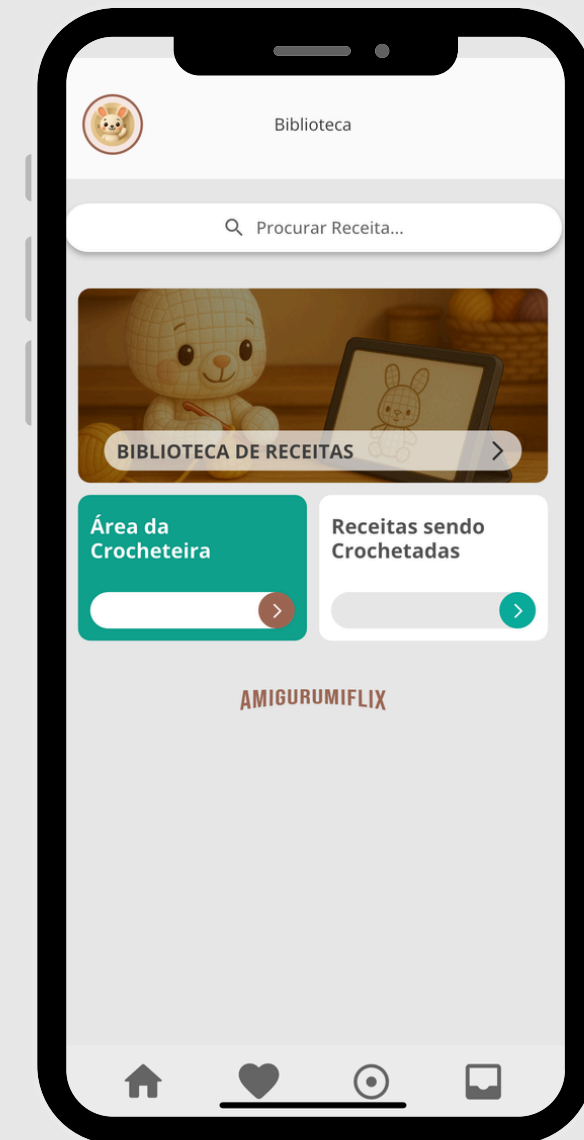 Biblioteca
Procurar Receita...
BIBLIOTECA DE RECEITAS
Área da
Crocheteira
Receitas sendo
Crochetadas
AMIGURUMIFLIX